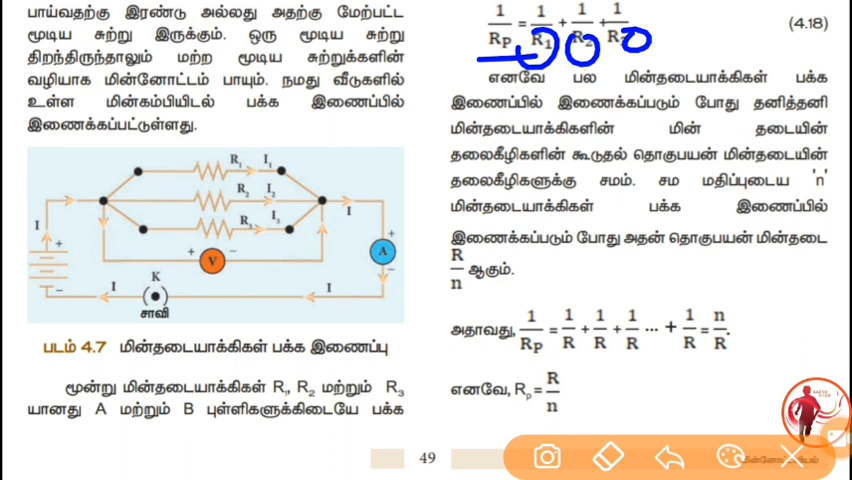 பாய்வதற்கு இரண்டு அல்லது அதற்கு மேற்பட்ட
மூடிய சுற்று இருக்கும். ஒரு மூடிய சுற்று
திறந்திருந்தாலும் மற்ற மூடிய சுற்றுக்களின்
வழியாக மின்னோட்டம் பாயும். நமது வீடுகளில்
உள்ள மின்கம்பியிடல் பக்க இணைப்பில்
இணைக்கப்பட்டுள்ளது.
R1 I1
R2 I2
R3 I3
I I
+ V −
+ A −
+ −
K
I ( ) I
சாவி
படம் 4.7 மின்தடையாக்கிகள் பக்க இணைப்பு
மூன்று மின்தடையாக்கிகள் R1, R2 மற்றும் R3
யானது A மற்றும் B புள்ளிகளுக்கிடையே பக்க
1/RP = 1/R1 + 1/R2 + 1/R3 (4.18)
எனவே பல மின்தடையாக்கிகள் பக்க
இணைப்பில் இணைக்கப்படும் போது தனித்தனி
மின்தடையாக்கிகளின் மின் தடையின்
தலைகீழிகளின் கூடுதல் தொகுபயன் மின்தடையின்
தலைகீழிகளுக்கு சமம். சம மதிப்புடைய 'n'
மின்தடையாக்கிகள் பக்க இணைப்பில்
இணைக்கப்படும் போது அதன் தொகுபயன் மின்தடை
R/n ஆகும்.
அதாவது, 1/RP = 1/R + 1/R + 1/R ... + 1/R = n/R.
எனவே, Rp = R/n
49